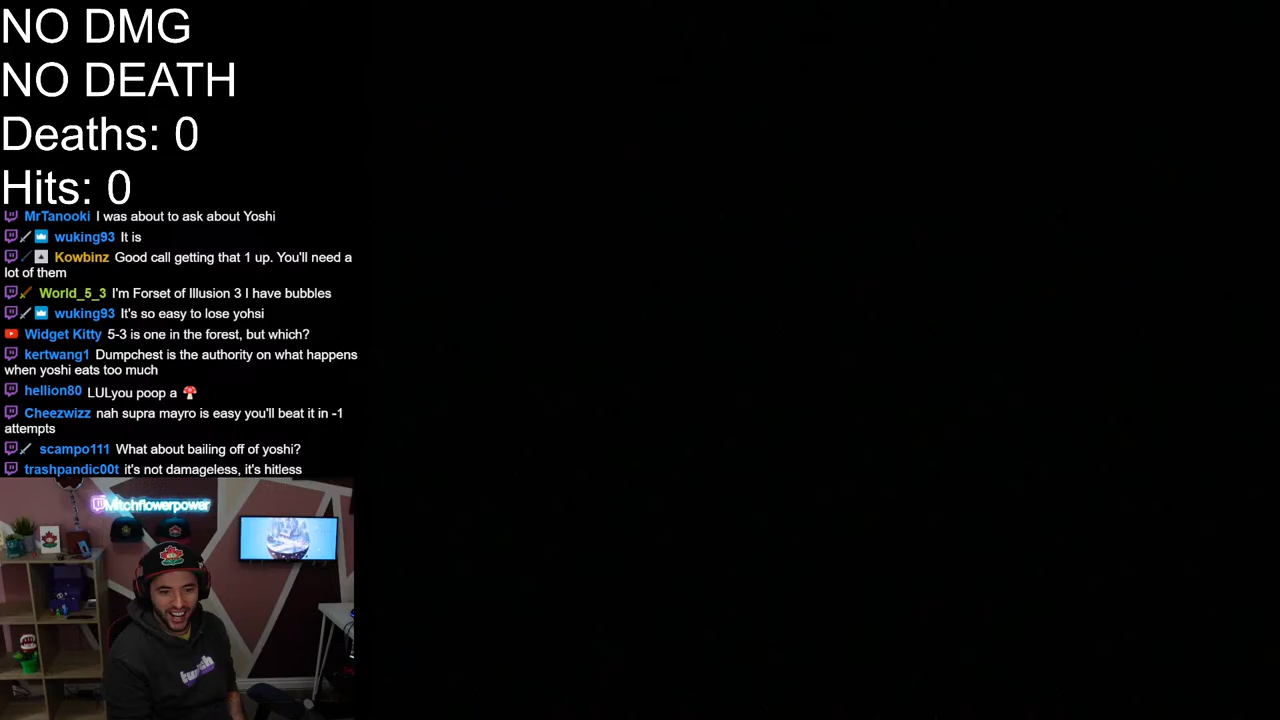 NO DMG
NO DEATH
Deaths: 0
Hits: 0
MrTanooki I was about to ask about Yoshi
wuking93 It is
Kowbinz Good call getting that 1 up. You'll need a
lot of them
World_5_3 I'm Forset of Illusion 3 I have bubbles
wuking93 It's so easy to lose yohsi
Widget Kitty 5-3 is one in the forest, but which?
kertwang1 Dumpchest is the authority on what happens
when yoshi eats too much
hellion80 LULyou poop a
Cheezwizz nah supra mayro is easy you'll beat it in -1
attempts
scampo111 What about bailing off of yoshi?
trashpandic00t it's not damageless, it's hitless
Mitchflowerpower